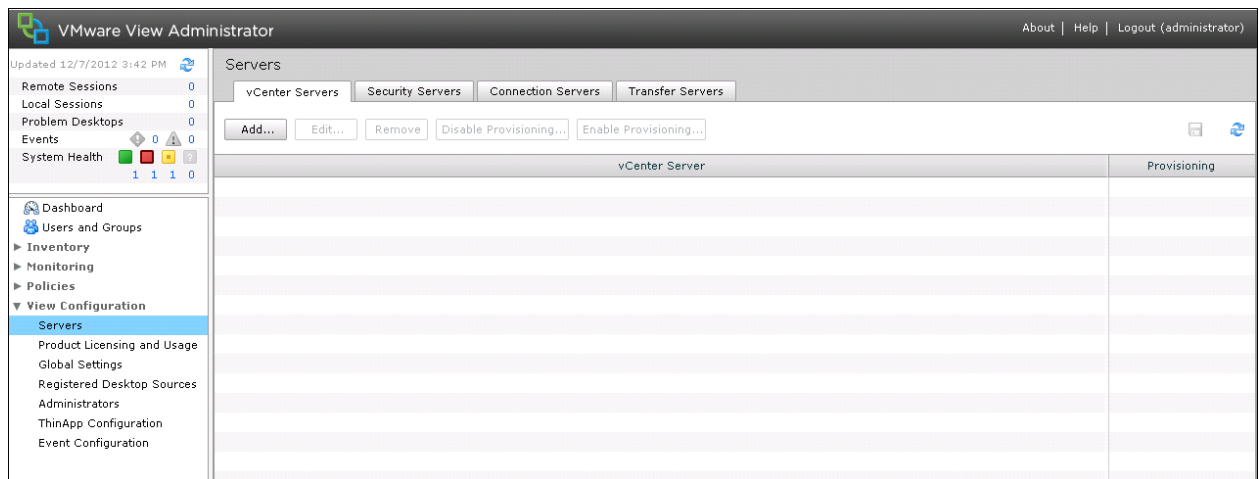 VMware View Administrator
About | Help | Logout (administrator)
Updated 12/7/2012 3:42 PM
Remote Sessions 0
Local Sessions 0
Problem Desktops 0
Events 0 0
System Health ?
1 1 1 0
Dashboard
Users and Groups
Inventory
Monitoring
Policies
View Configuration
Servers
Product Licensing and Usage
Global Settings
Registered Desktop Sources
Administrators
ThinApp Configuration
Event Configuration
Servers
vCenter Servers Security Servers Connection Servers Transfer Servers
Add... Edit... Remove Disable Provisioning... Enable Provisioning...
vCenter Server Provisioning